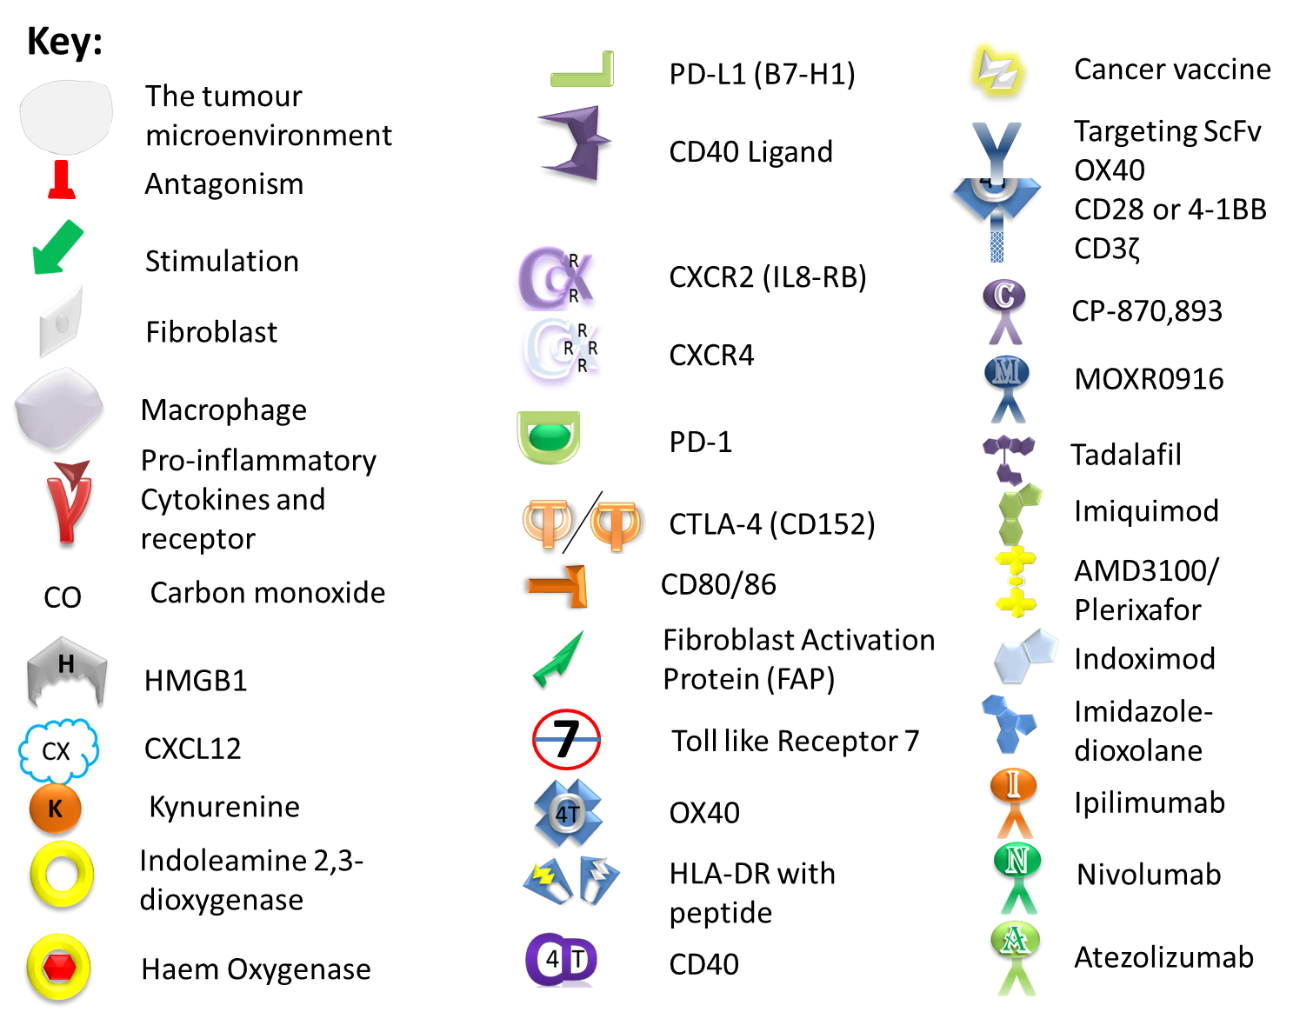 Key:
The tumour
microenvironment
Antagonism
Stimulation
Fibroblast
Macrophage
Pro-inflammatory
Cytokines and
receptor
CO
Carbon monoxide
H
HMGB1
CX
CXCL12
K
Kynurenine
Indoleamine 2,3-
dioxygenase
Haem Oxygenase
PD-L1 (B7-H1)
CD40 Ligand
CX
R
R
CXCR2 (IL8-RB)
CX
R
R R
R
CXCR4
PD-1
T/T
CTLA-4 (CD152)
CD80/86
Fibroblast Activation
Protein (FAP)
7
Toll like Receptor 7
4T
OX40
HLA-DR with
peptide
CD
4 T
CD40
Cancer vaccine
Targeting ScFv
OX40
CD28 or 4-1BB
CD3ζ
C
CP-870,893
M
MOXR0916
Tadalafil
Imiquimod
AMD3100/
Plerixafor
Indoximod
Imidazole-
dioxolane
I
Ipilimumab
N
Nivolumab
A
Atezolizumab